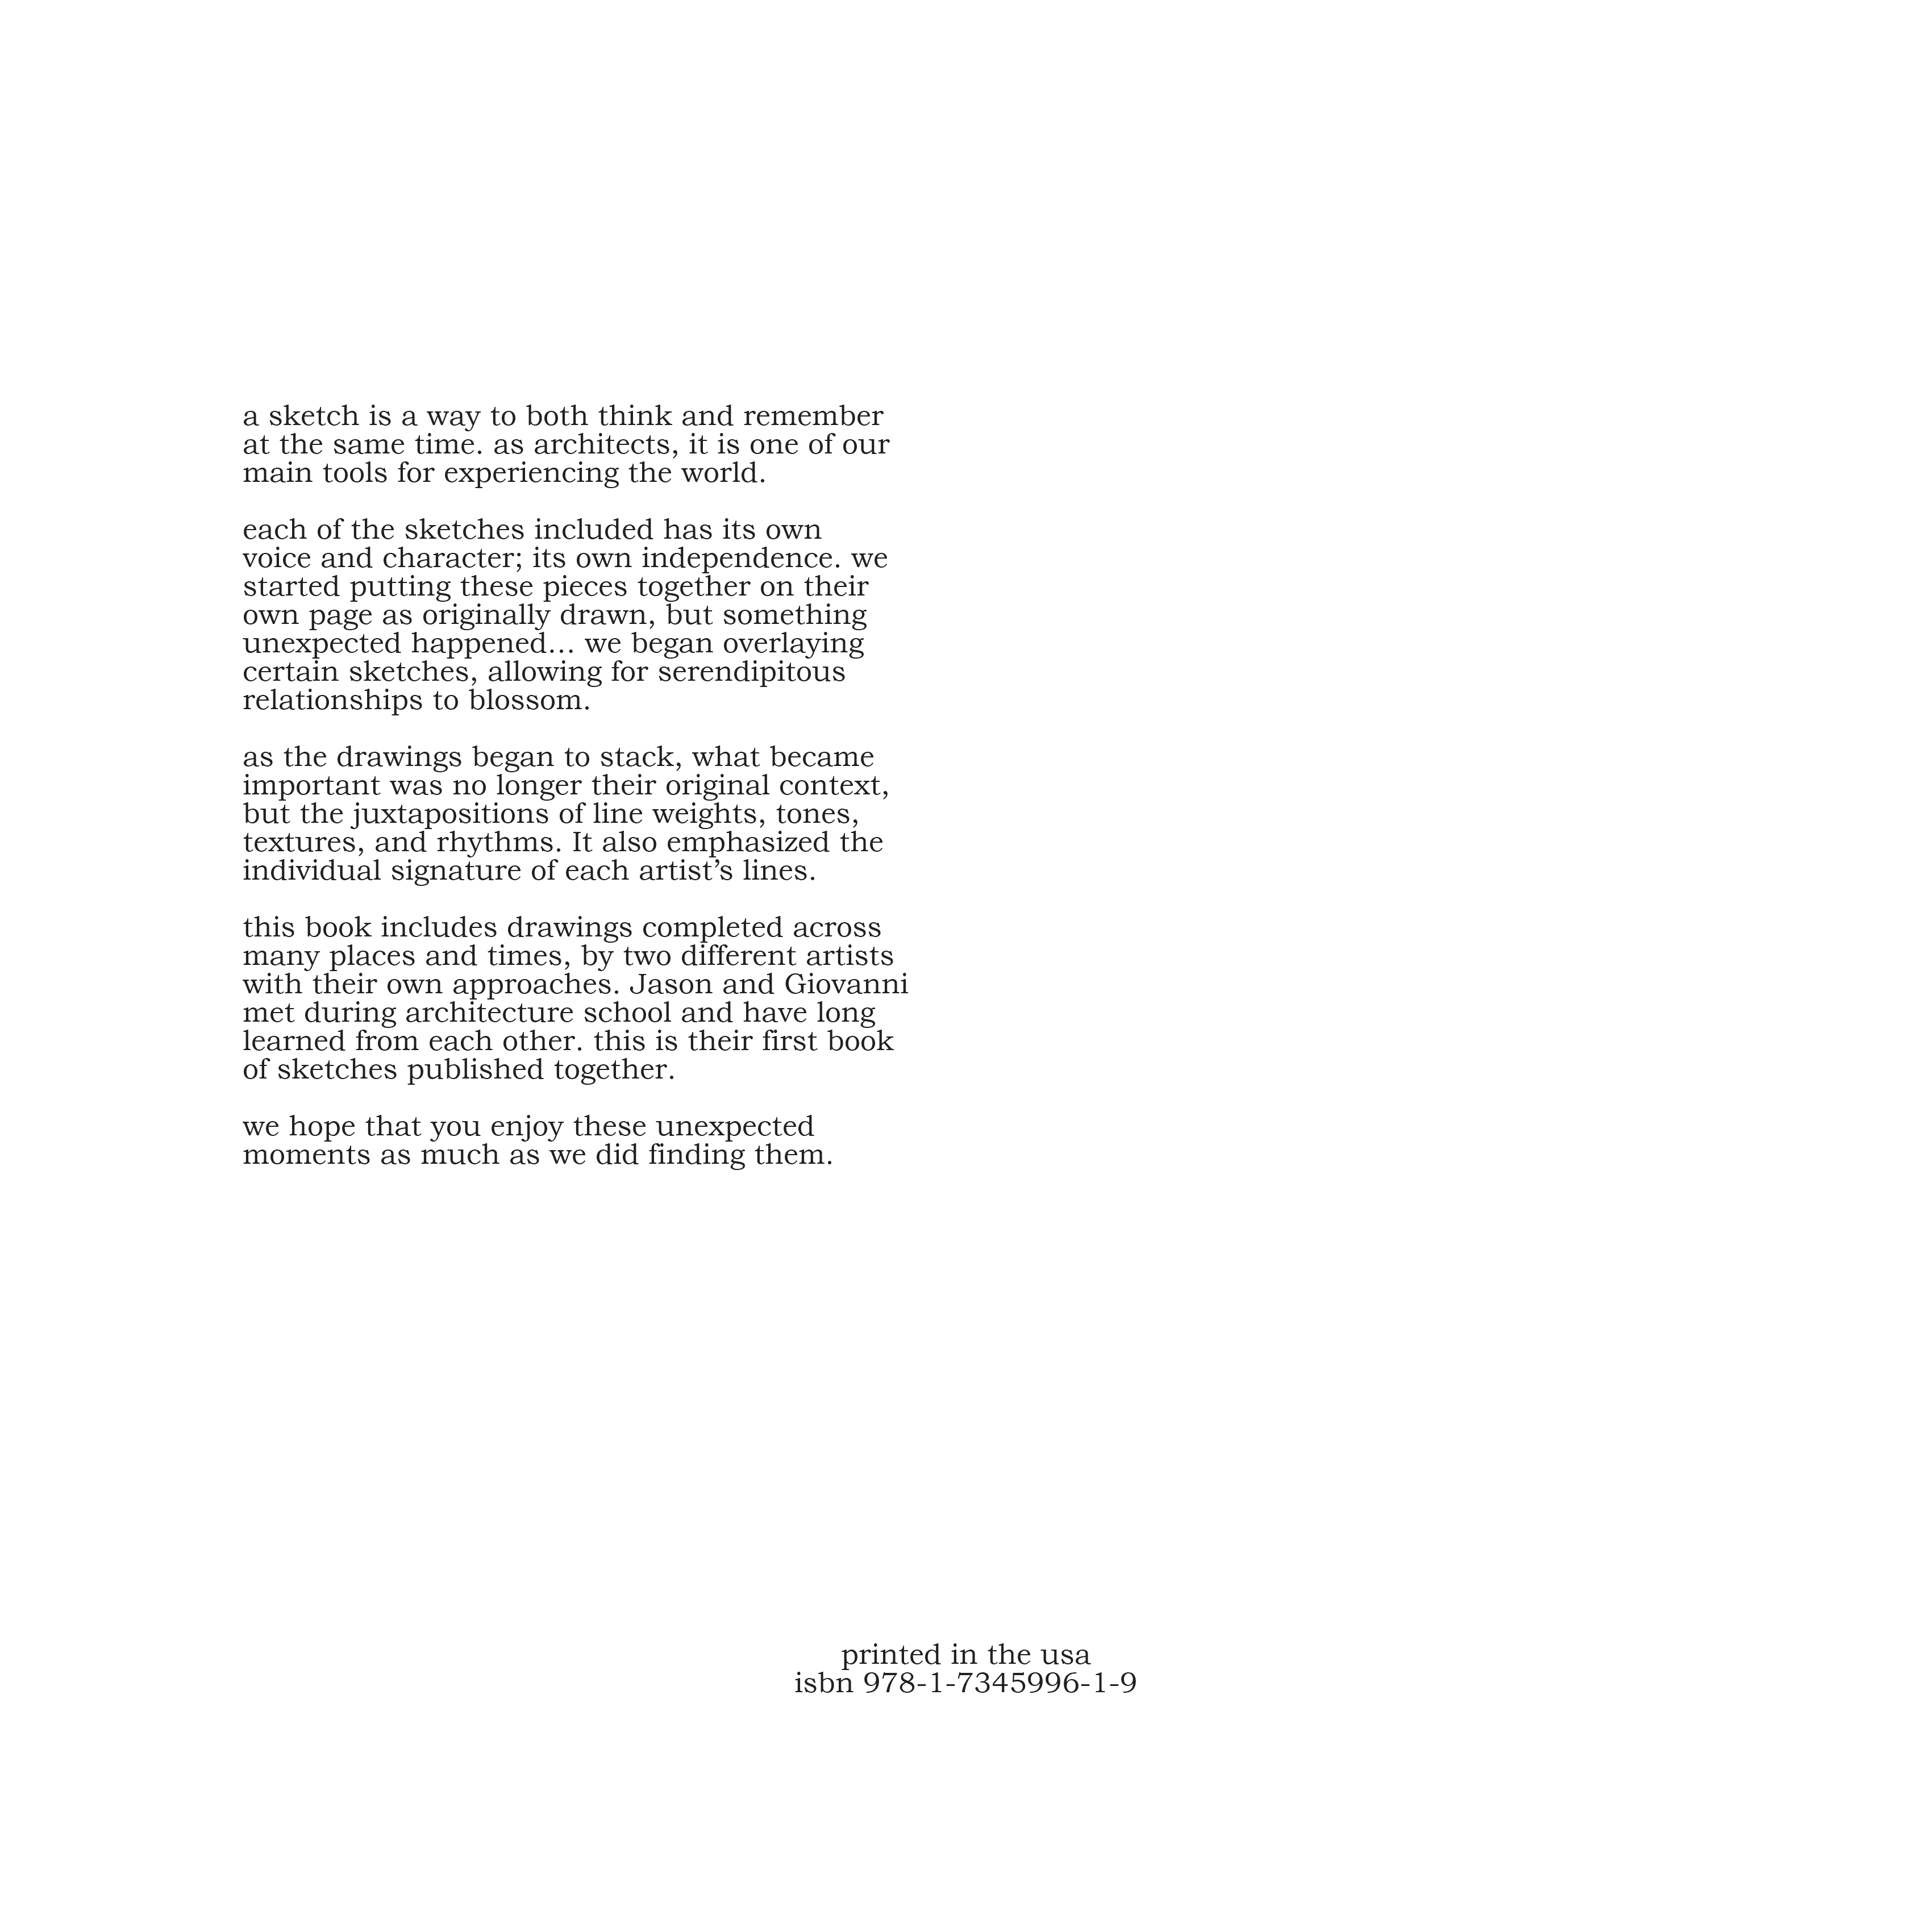 a sketch is a way to both think and remember
at the same time. as architects, it is one of our
main tools for experiencing the world.
each of the sketches included has its own
voice and character; its own independence. we
started putting these pieces together on their
own page as originally drawn, but something
unexpected happened... we began overlaying
certain sketches, allowing for serendipitous
relationships to blossom.
as the drawings began to stack, what became
important was no longer their original context,
but the juxtapositions of line weights, tones,
textures, and rhythms. It also emphasized the
individual signature of each artist’s lines.
this book includes drawings completed across
many places and times, by two different artists
with their own approaches. Jason and Giovanni
met during architecture school and have long
learned from each other. this is their first book
of sketches published together.
we hope that you enjoy these unexpected
moments as much as we did finding them.
printed in the usa
isbn 978-1-7345996-1-9